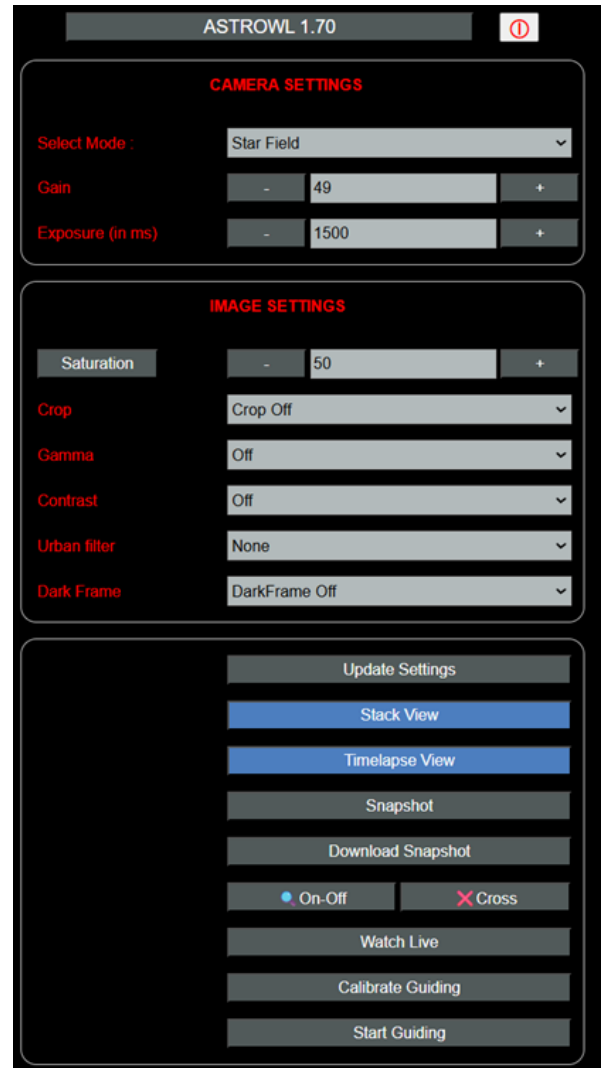 ASTROWL 1.70
CAMERA SETTINGS
Select Mode : Star Field
Gain - 49 +
Exposure (in ms) - 1500 +
IMAGE SETTINGS
Saturation - 50 +
Crop Crop Off
Gamma Off
Contrast Off
Urban filter None
Dark Frame DarkFrame Off
Update Settings
Stack View
Timelapse View
Snapshot
Download Snapshot
On-Off Cross
Watch Live
Calibrate Guiding
Start Guiding